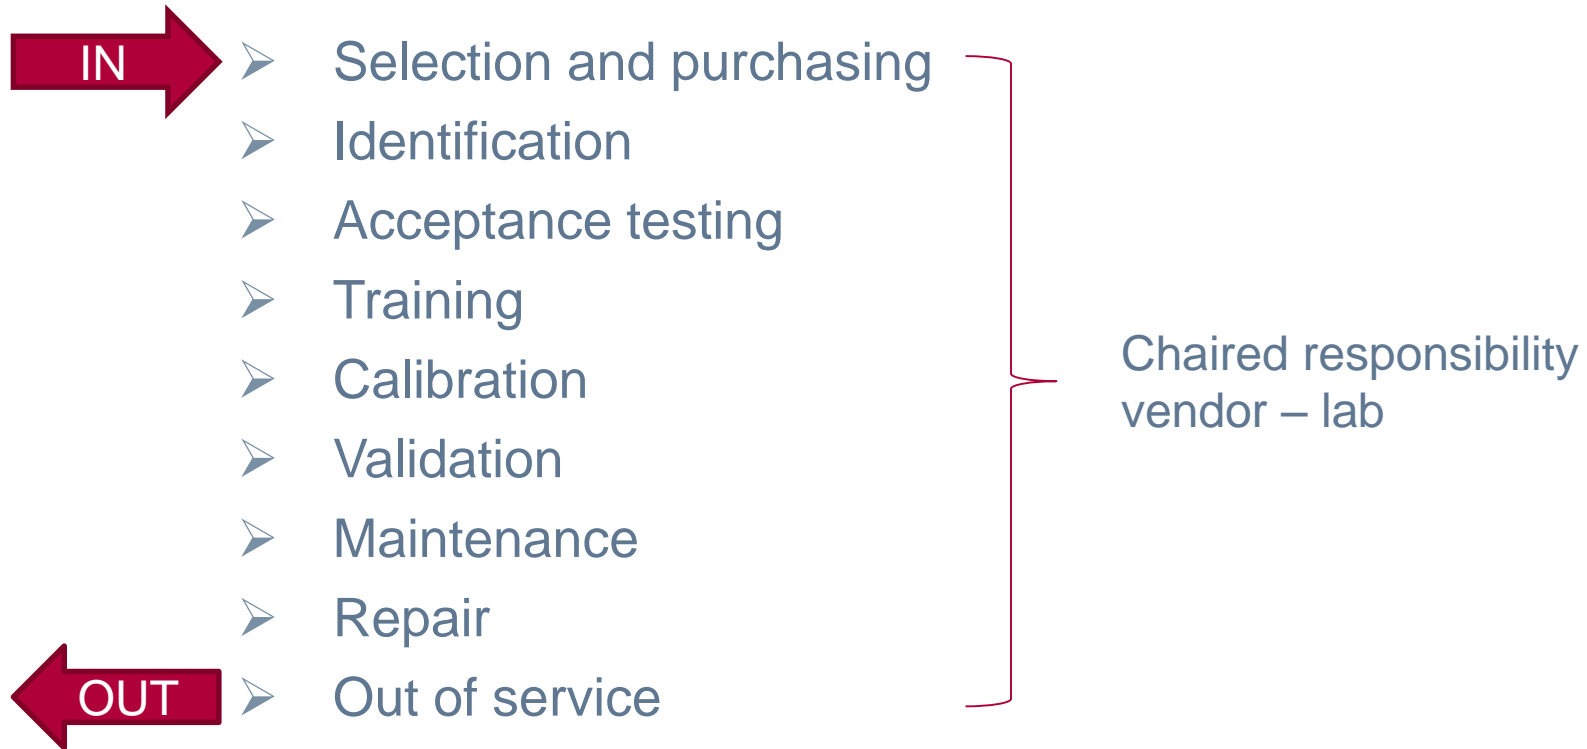 IN
Selection and purchasing
Identification
Acceptance testing
Training
Calibration
Validation
Maintenance
Repair
OUT
Out of service
Chaired responsibility
vendor – lab